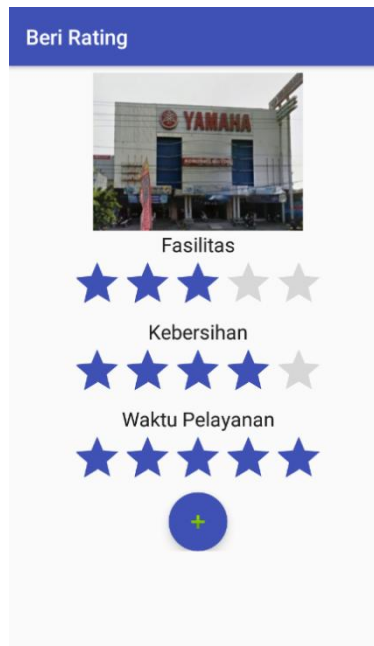 Beri Rating
YAMAHA
Fasilitas
Kebersihan
Waktu Pelayanan
+